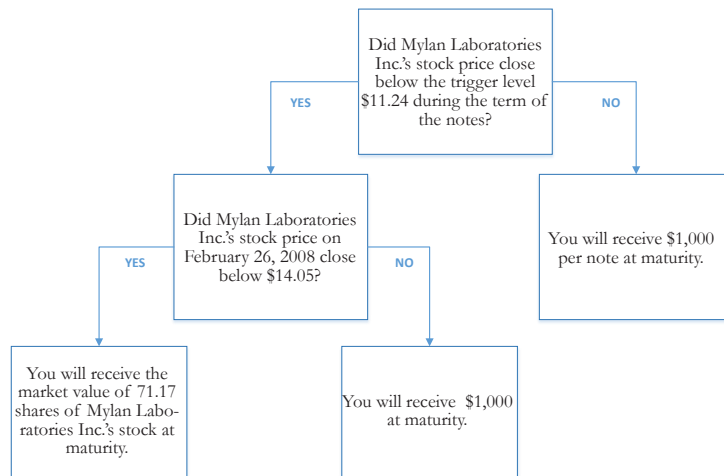 Did Mylan Laboratories
Inc.'s stock price close
below the trigger level
$11.24 during the term of
the notes?
YES
NO
Did Mylan Laboratories
Inc.'s stock price on
February 26, 2008 close
below $14.05?
You will receive $1,000
per note at maturity.
YES
NO
You will receive the
market value of 71.17
shares of Mylan Labo-
ratories Inc.'s stock at
maturity.
You will receive $1,000
at maturity.